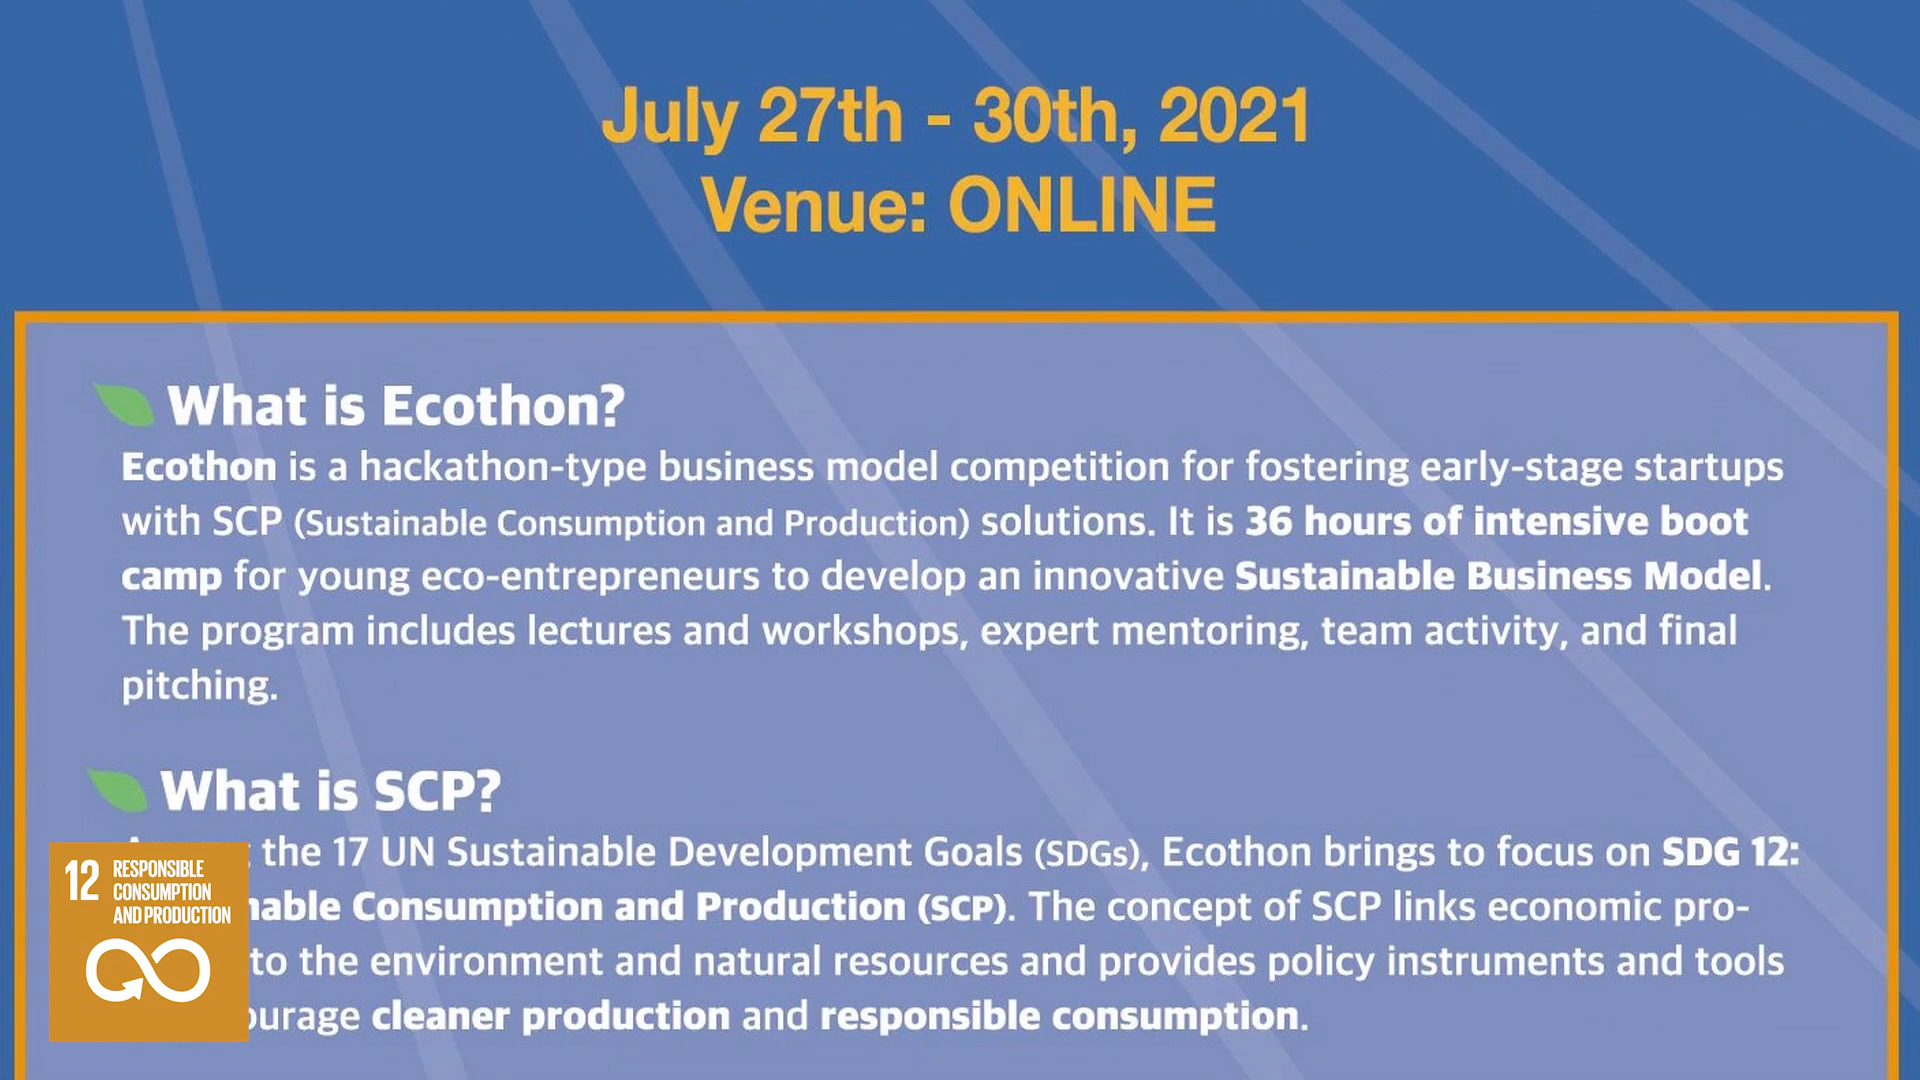 July 27th - 30th, 2021
Venue: ONLINE
What is Ecothon?
Ecothon is a hackathon-type business model competition for fostering early-stage startups
with SCP (Sustainable Consumption and Production) solutions. It is 36 hours of intensive boot
camp for young eco-entrepreneurs to develop an innovative Sustainable Business Model.
The program includes lectures and workshops, expert mentoring, team activity, and final
pitching.
What is SCP?
the 17 UN Sustainable Development Goals (SDGs), Ecothon brings to focus on SDG 12:
nable Consumption and Production (SCP). The concept of SCP links economic pro-
to the environment and natural resources and provides policy instruments and tools
ourage cleaner production and responsible consumption.
12 RESPONSIBLE
CONSUMPTION
AND PRODUCTION